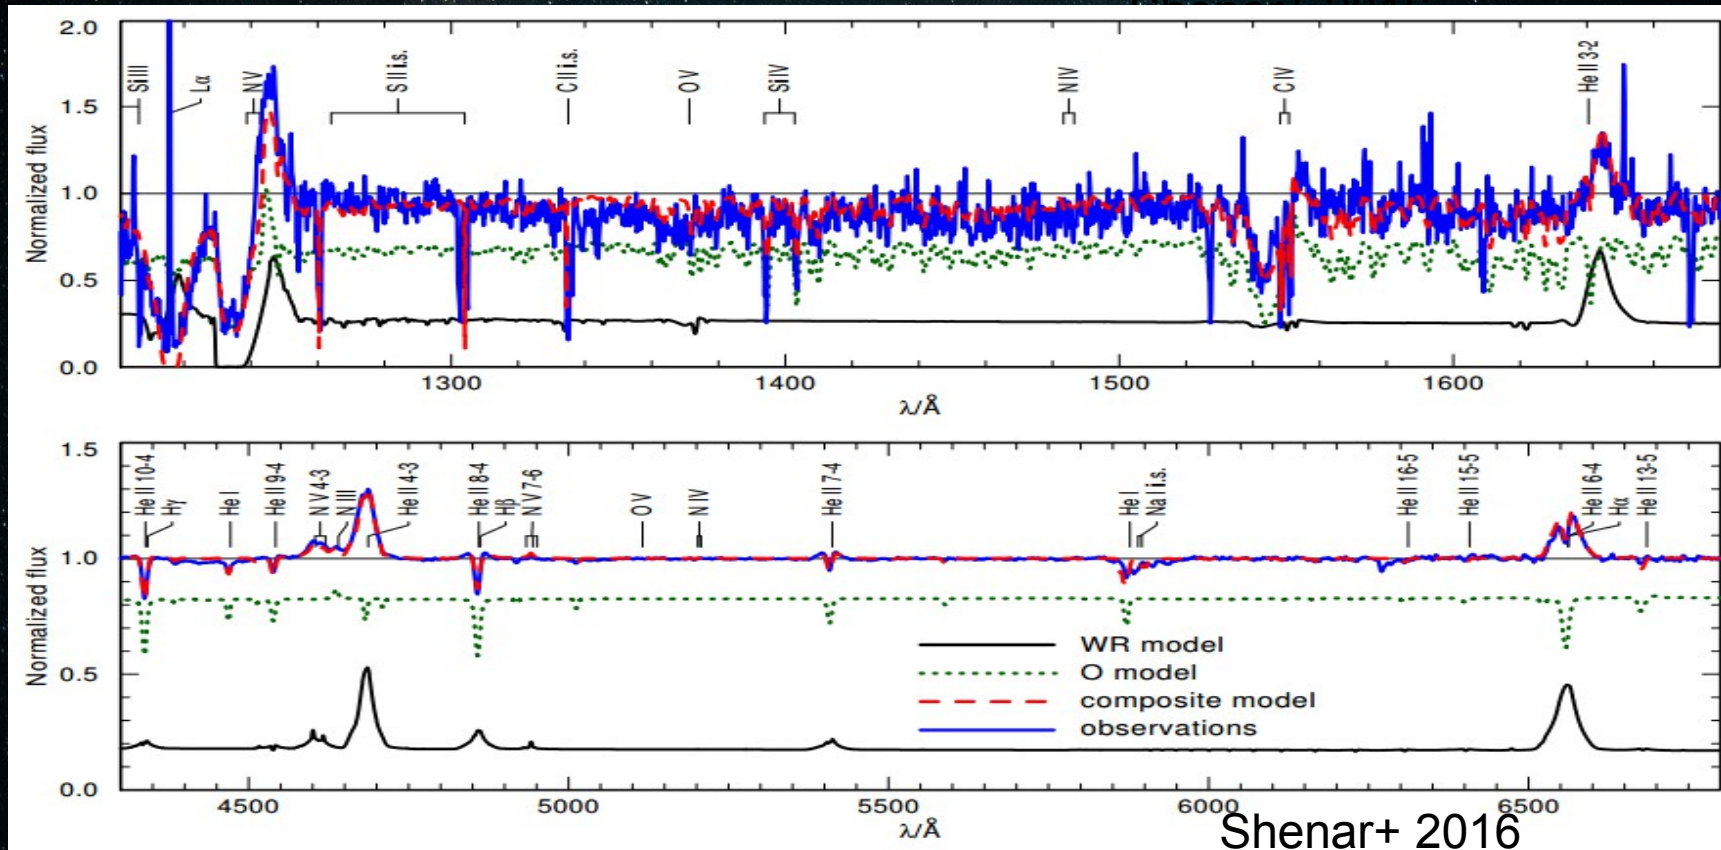 2.0
1.5
1.0
0.5
0.0
Normalized flux
Si III
Lα
N V
S II i.s.
C II i.s.
O V
Si IV
N IV
C IV
He II 3-2
1300 1400 1500 1600
λ/Å
1.5
1.0
0.5
0.0
Normalized flux
He II 10-4
Hγ
He I
He II 9-4
N V 4-3
N III
He II 4-3
He II 8-4
Hβ
N V 7-6
O V
N IV
He II 7-4
He I
Na i.s.
He II 16-5
He II 15-5
He II 6-4
Hα
He II 13-5
WR model
O model
composite model
observations
4500 5000 5500 6000 6500
λ/Å
Shenar+ 2016